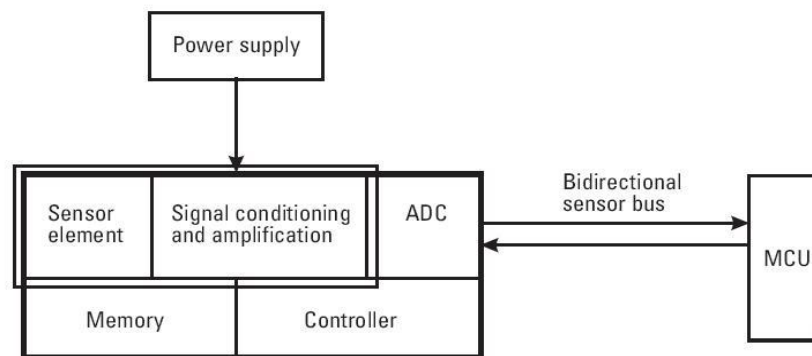 Power supply
Sensor
element
Signal conditioning
and amplification
ADC
Bidirectional
sensor bus
MCU
Memory
Controller